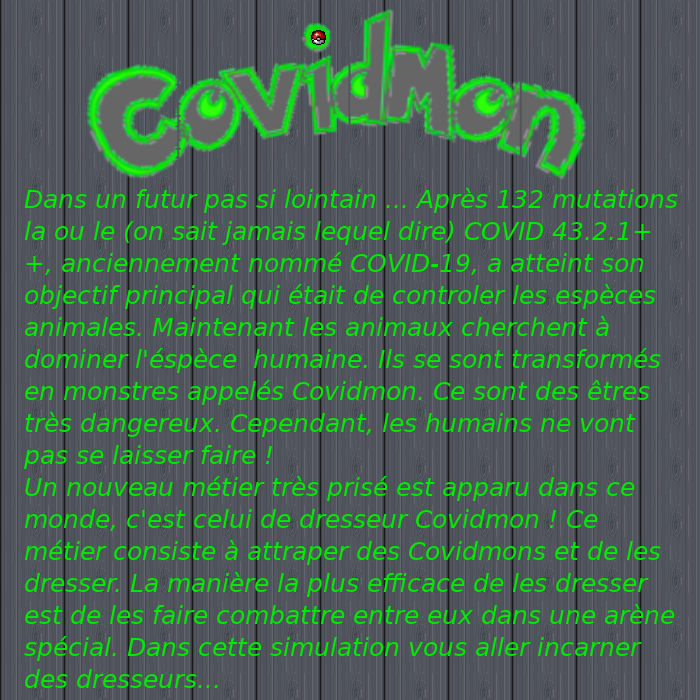 Covidmon
Dans un futur pas si lointain ... Après 132 mutations
la ou le (on sait jamais lequel dire) COVID 43.2.1+
+, anciennement nommé COVID-19, a atteint son
objectif principal qui était de controler les espèces
animales. Maintenant les animaux cherchent à
dominer l'éspèce  humaine. Ils se sont transformés
en monstres appelés Covidmon. Ce sont des êtres
très dangereux. Cependant, les humains ne vont
pas se laisser faire !
Un nouveau métier très prisé est apparu dans ce
monde, c'est celui de dresseur Covidmon ! Ce
métier consiste à attraper des Covidmons et de les
dresser. La manière la plus efficace de les dresser
est de les faire combattre entre eux dans une arène
spécial. Dans cette simulation vous aller incarner
des dresseurs...